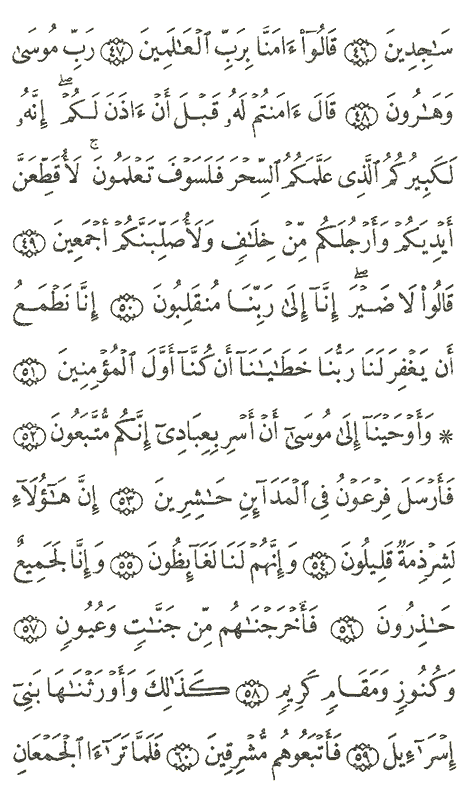 سَٰجِدِينَ ٤٦ قَالُوٓا۟ ءَامَنَّا بِرَبِّ ٱلْعَٰلَمِينَ ٤٧ رَبِّ مُوسَىٰ
وَهَٰرُونَ ٤٨ قَالَ ءَامَنتُمْ لَهُۥ قَبْلَ أَنْ ءَاذَنَ لَكُمْ ۖ إِنَّهُۥ
لَكَبِيرُكُمُ ٱلَّذِى عَلَّمَكُمُ ٱلسِّحْرَ فَلَسَوْفَ تَعْلَمُونَ ۚ لَأُقَطِّعَنَّ
أَيْدِيَكُمْ وَأَرْجُلَكُم مِّنْ خِلَٰفٍ وَلَأُصَلِّبَنَّكُمْ أَجْمَعِينَ ٤٩
قَالُوا۟ لَا ضَيْرَ ۖ إِنَّآ إِلَىٰ رَبِّنَا مُنقَلِبُونَ ٥٠ إِنَّا نَطْمَعُ
أَن يَغْفِرَ لَنَا رَبُّنَا خَطَٰيَٰنَآ أَن كُنَّآ أَوَّلَ ٱلْمُؤْمِنِينَ ٥١
* وَأَوْحَيْنَآ إِلَىٰ مُوسَىٰٓ أَنْ أَسْرِ بِعِبَادِىٓ إِنَّكُم مُّتَّبَعُونَ ٥٢
فَأَرْسَلَ فِرْعَوْنُ فِى ٱلْمَدَآئِنِ حَٰشِرِينَ ٥٣ إِنَّ هَٰٓؤُلَآءِ
لَشِرْذِمَةٌ قَلِيلُونَ ٥٤ وَإِنَّهُمْ لَنَا لَغَآئِظُونَ ٥٥ وَإِنَّا لَجَمِيعٌ
حَٰذِرُونَ ٥٦ فَأَخْرَجْنَٰهُم مِّن جَنَّٰتٍ وَعُيُونٍ ٥٧
وَكُنُوزٍ وَمَقَامٍ كَرِيمٍ ٥٨ كَذَٰلِكَ وَأَوْرَثْنَٰهَا بَنِىٓ
إِسْرَٰٓءِيلَ ٥٩ فَأَتْبَعُوهُم مُّشْرِقِينَ ٦٠ فَلَمَّا تَرَٰٓءَا ٱلْجَمْعَانِ